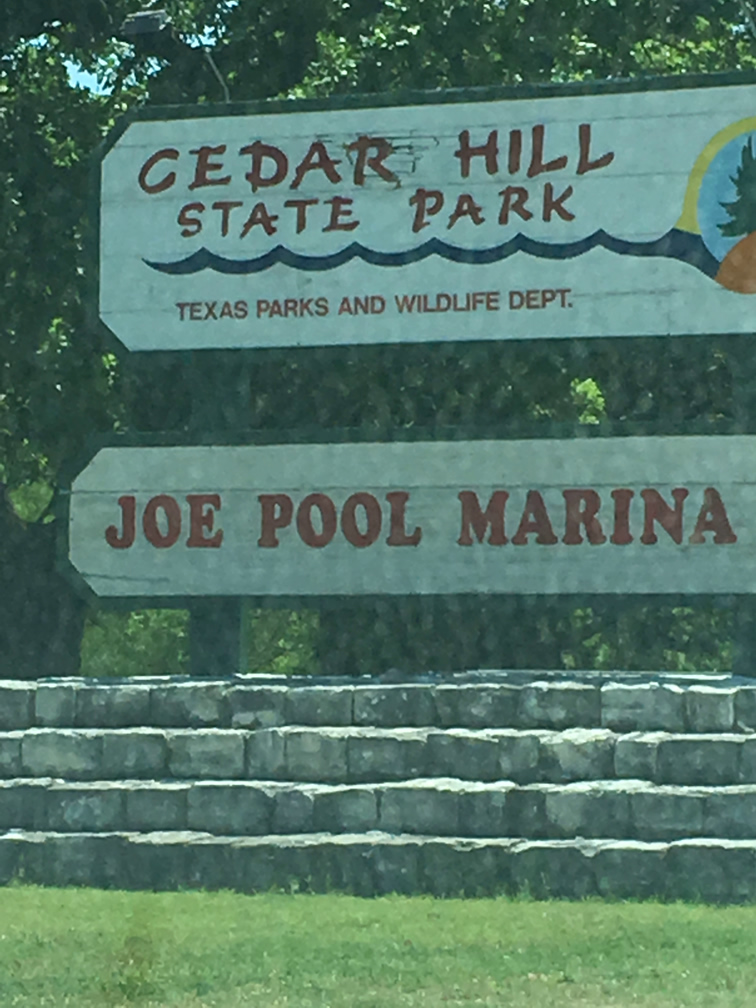 CEDAR HILL
STATE PARK
TEXAS PARKS AND WILDLIFE DEPT.
JOE POOL MARINA